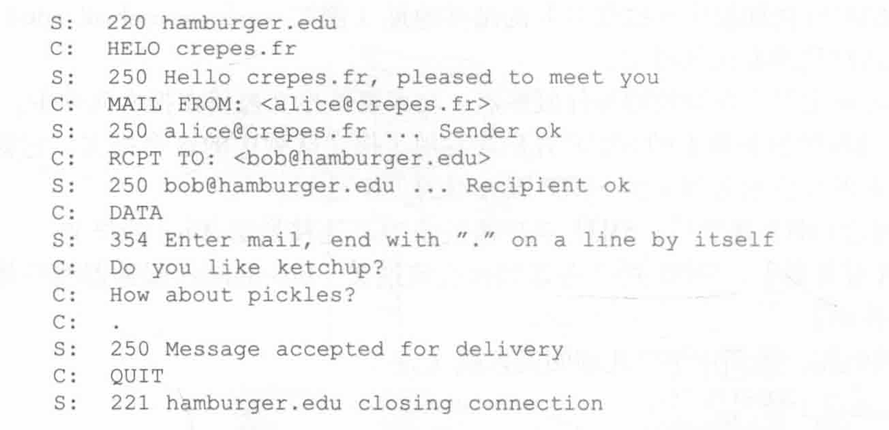 S: 220 hamburger.edu
C: HELO crepes.fr
S: 250 Hello crepes.fr, pleased to meet you
C: MAIL FROM: <alice@crepes.fr>
S: 250 alice@crepes.fr ... Sender ok
C: RCPT TO: <bob@hamburger.edu>
S: 250 bob@hamburger.edu ... Recipient ok
C: DATA
S: 354 Enter mail, end with "." on a line by itself
C: Do you like ketchup?
C: How about pickles?
C: .
S: 250 Message accepted for delivery
C: QUIT
S: 221 hamburger.edu closing connection